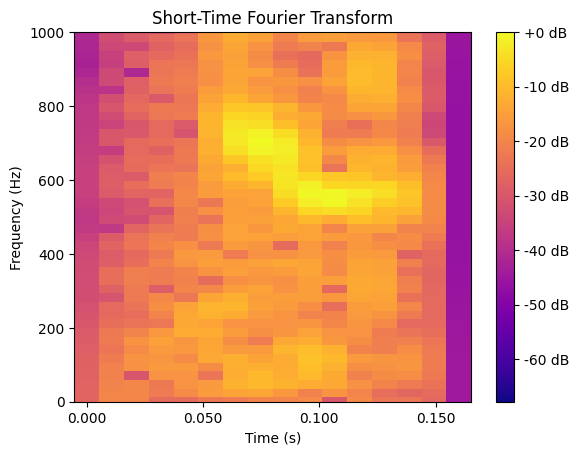 Short-Time Fourier Transform
Frequency (Hz)
1000
800
600
400
200
0
0.000
0.050
0.100
0.150
Time (s)
+0 dB
-10 dB
-20 dB
-30 dB
-40 dB
-50 dB
-60 dB